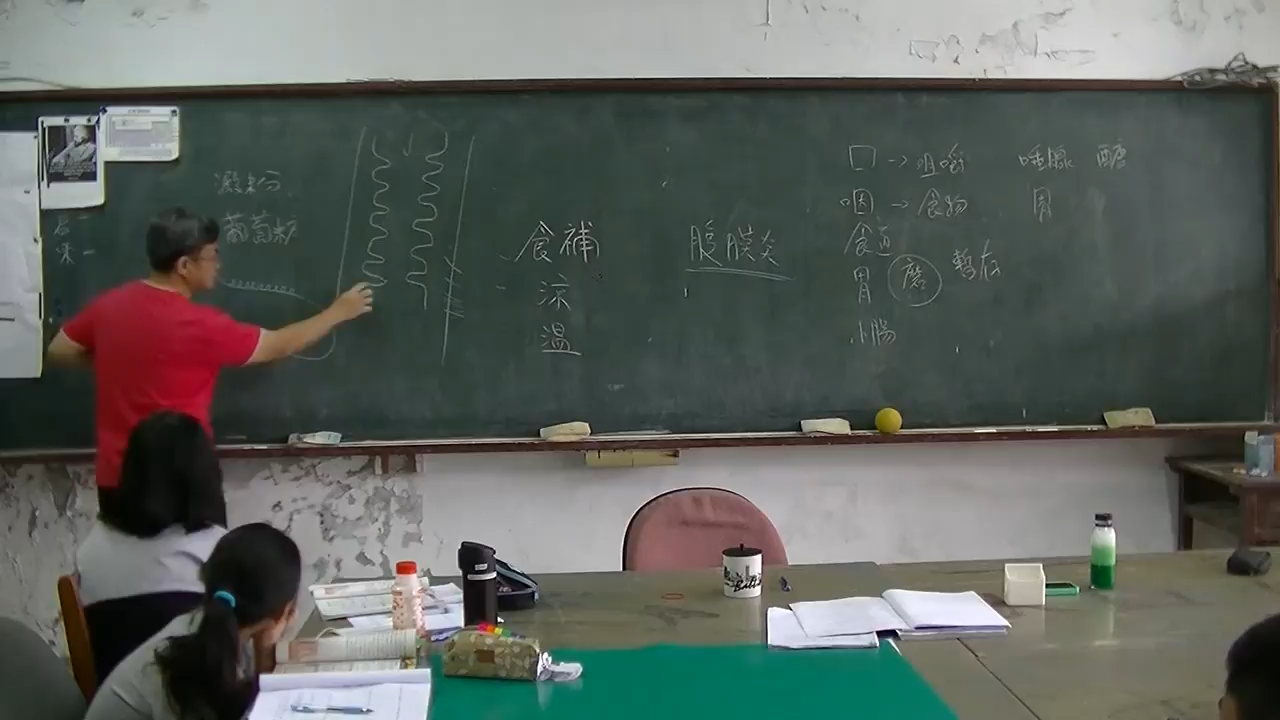 澱粉
葡萄糖
食補
涼
溫
腹膜炎
口→咀嚼 唾腺 醣
咽→食物 胃
食道
胃 磨 暫存
小腸